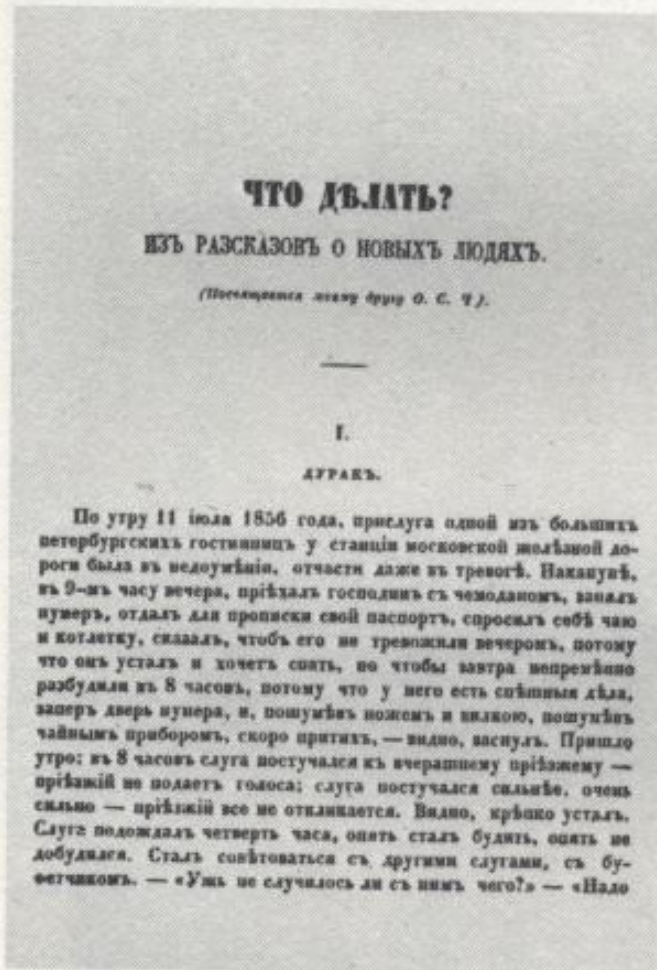 ЧТО ДѢЛАТЬ?
ИЗЪ РАЗСКАЗОВЪ О НОВЫХЪ ЛЮДЯХЪ.
(Посвящается моему другу О. С. Ч).
I.
ДУРАКЪ.
По утру 11 іюля 1856 года, прислуга одной изъ большихъ
петербургскихъ гостинницъ у станціи московской желѣзной до-
роги была въ недоумѣніи, отчасти даже въ тревогѣ. Наканунѣ,
въ 9-мъ часу вечера, пріѣхалъ господинъ съ чемоданомъ, занялъ
нумеръ, отдалъ для прописки свой паспортъ, спросилъ себѣ чаю
и котлетку, сказалъ, чтобъ его не тревожили вечеромъ, потому
что онъ усталъ и хочетъ спать, но чтобы завтра непремѣнно
разбудили въ 8 часовъ, потому что у него есть спѣшныя дѣла,
заперъ дверь нумера, и, пошумѣвъ ножемъ и вилкою, пошумѣвъ
чайнымъ приборомъ, скоро притихъ, — видно, заснулъ. Пришло
утро; въ 8 часовъ слуга постучался къ вчерашнему пріѣзжему —
пріѣзжій не подаетъ голоса; слуга постучался сильнѣе, очень
сильно — пріѣзжій все не откликается. Видно, крѣпко усталъ.
Слуга подождалъ четверть часа, опять сталъ будить, опять не
добудился. Сталъ совѣтоваться съ другими слугами, съ бу-
фетчикомъ. — «Ужь не случилось ли съ нимъ чего?» — «Надо